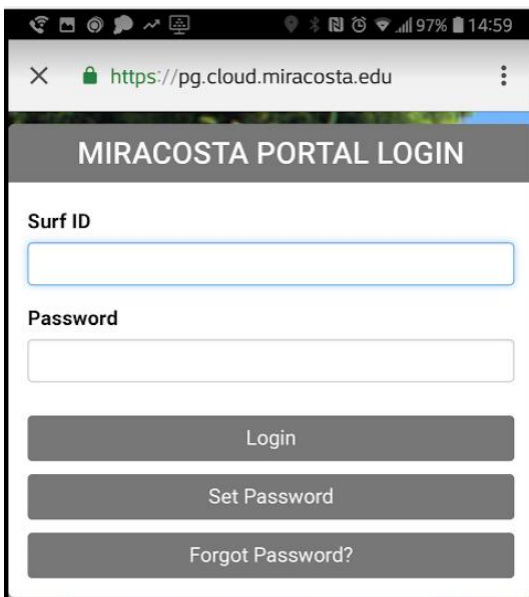 97% 14:59
https://pg.cloud.miracosta.edu
MIRACOSTA PORTAL LOGIN
Surf ID
Password
Login
Set Password
Forgot Password?